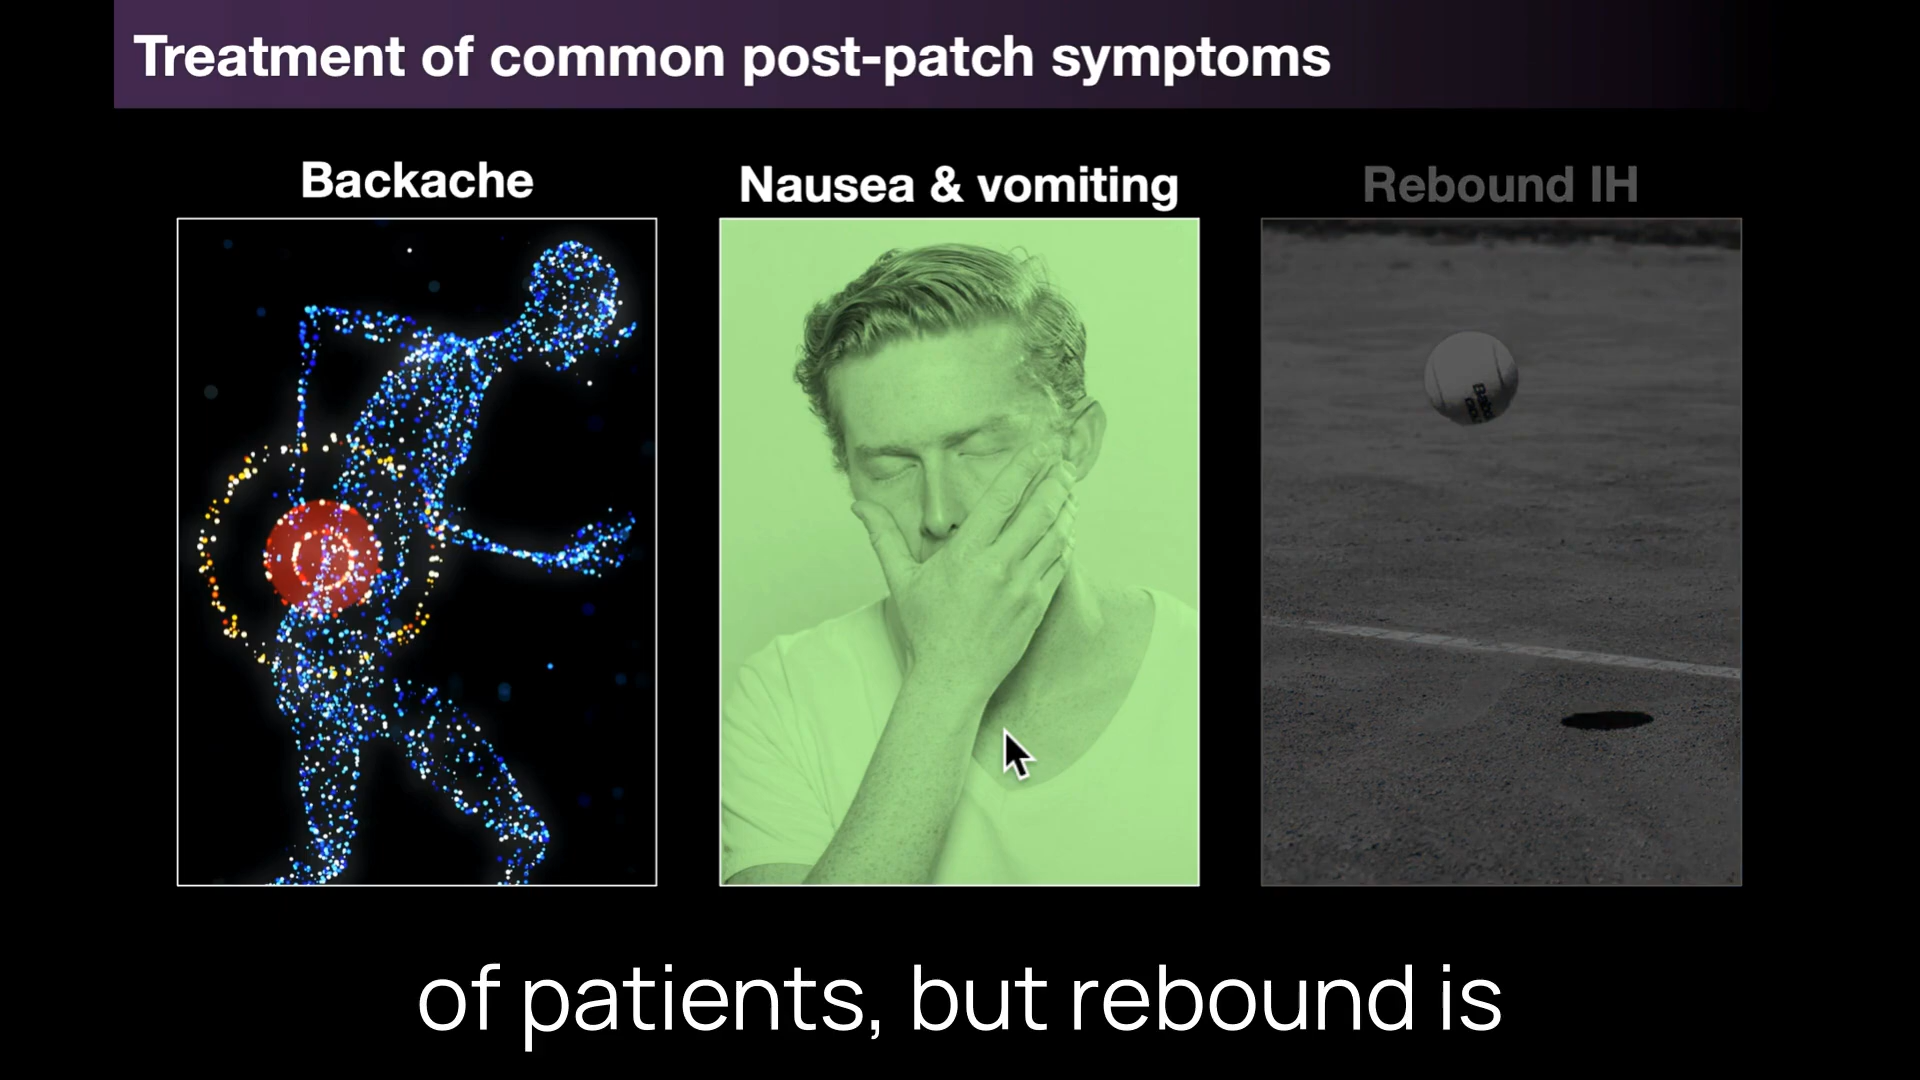 Treatment of common post-patch symptoms
Backache
Nausea & vomiting
Rebound IH
of patients, but rebound is